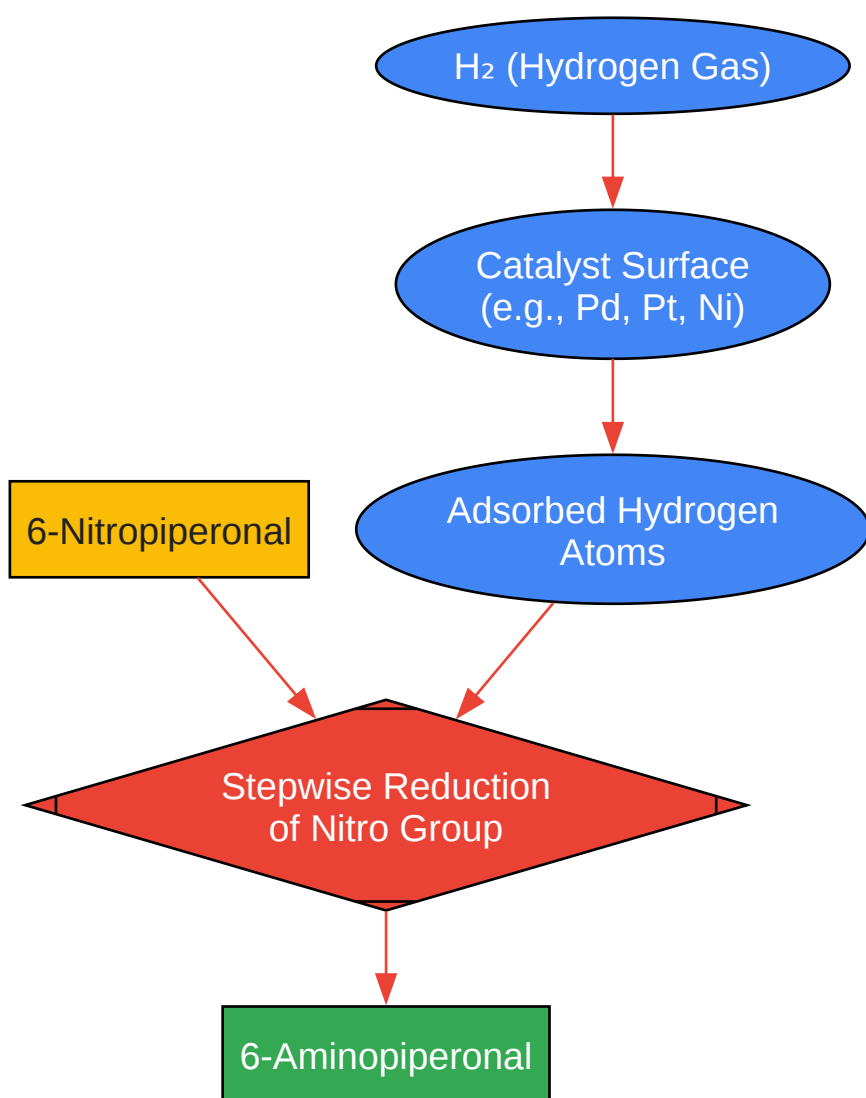 H₂ (Hydrogen Gas)
Catalyst Surface
(e.g., Pd, Pt, Ni)
6-Nitropiperonal
Adsorbed Hydrogen
Atoms
Stepwise Reduction
of Nitro Group
6-Aminopiperonal